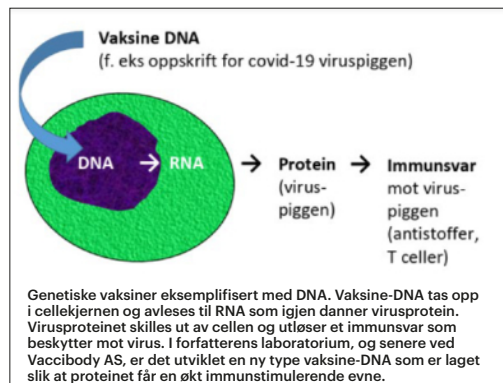 Vaksine DNA
(f. eks oppskrift for covid-19 viruspiggen)
DNA → RNA → Protein → Immunsvar
(virus-
piggen)
mot virus-
piggen
(antistoffer,
T celler)
Genetiske vaksiner eksemplifisert med DNA. Vaksine-DNA tas opp
i cellekjernen og avleses til RNA som igjen danner virusprotein.
Virusproteinet skilles ut av cellen og utløser et immunsvar som
beskytter mot virus. I forfatterens laboratorium, og senere ved
Vaccibody AS, er det utviklet en ny type vaksine-DNA som er laget
slik at proteinet får en økt immunstimulerende evne.